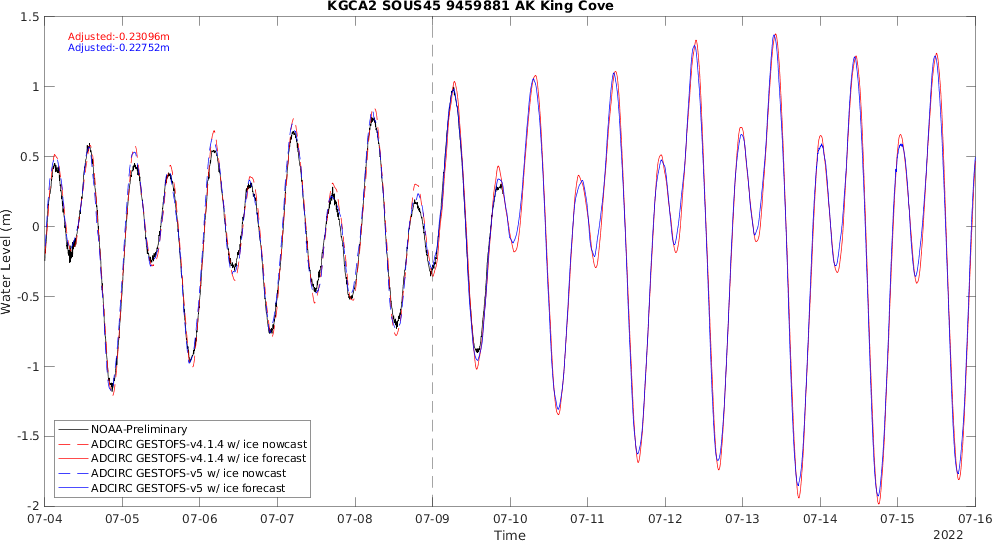 KGCA2 SOUS45 9459881 AK King Cove
Adjusted:-0.23096m
Adjusted:-0.22752m
1.5
1
0.5
0
-0.5
-1
-1.5
-2
Water Level (m)
NOAA-Preliminary
ADCIRC GESTOFS-v4.1.4 w/ ice nowcast
ADCIRC GESTOFS-v4.1.4 w/ ice forecast
ADCIRC GESTOFS-v5 w/ ice nowcast
ADCIRC GESTOFS-v5 w/ ice forecast
07-04 07-05 07-06 07-07 07-08 07-09 07-10 07-11 07-12 07-13 07-14 07-15 07-16
Time
2022